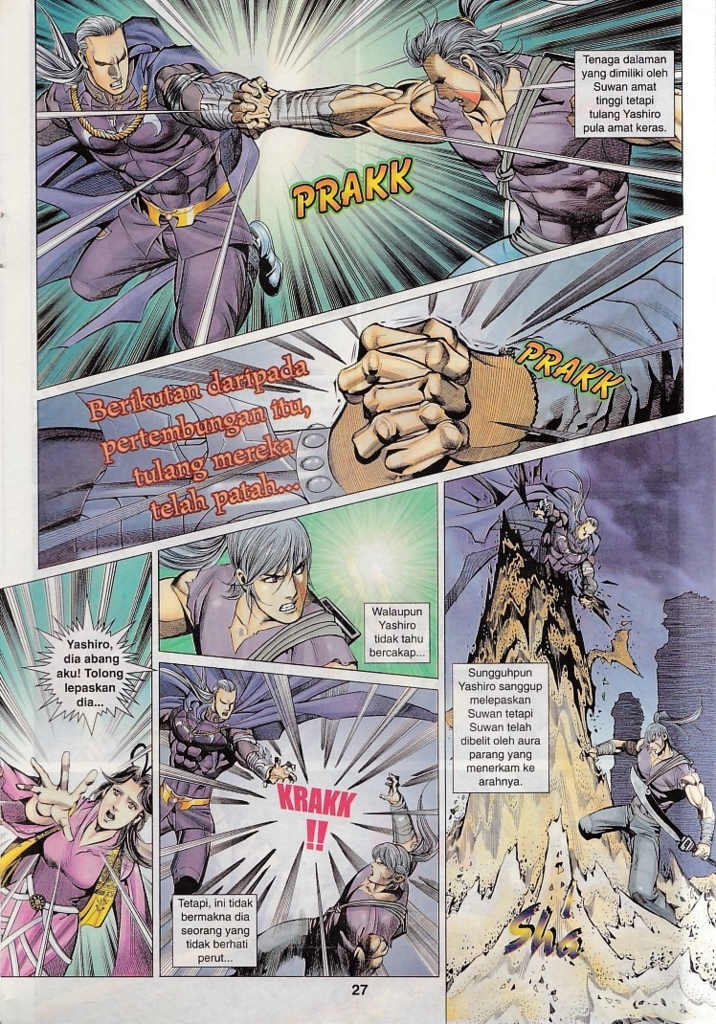 Tenaga dalaman
yang dimiliki oleh
Suwan amat
tinggi tetapi
tulang Yashiro
pula amat keras.
PRAKK
PRAKK
Berikutan daripada
pertembungan itu,
tulang mereka
telah patah...
Yashiro,
dia abang
aku! Tolong
lepaskan
dia...
Walaupun
Yashiro
tidak tahu
bercakap...
KRAKK
!!
Tetapi, ini tidak
bermakna dia
seorang yang
tidak berhati
perut...
Sungguhpun
Yashiro sanggup
melepaskan
Suwan tetapi
Suwan telah
dibelit oleh aura
parang yang
menerkam ke
arahnya.
Sha
27